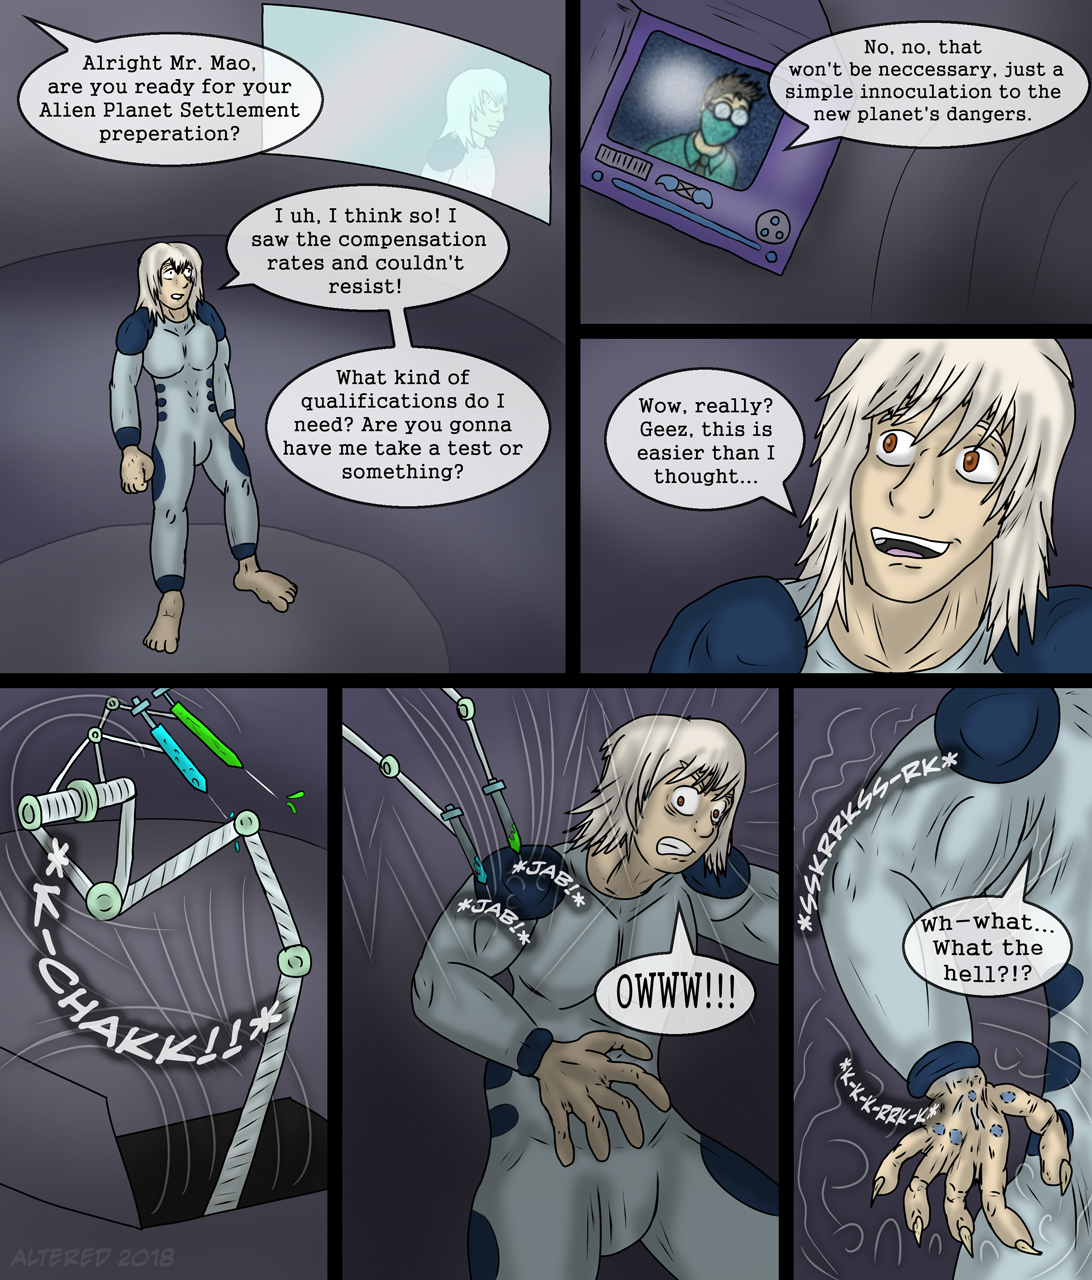 Alright Mr. Mao,
are you ready for your
Alien Planet Settlement
preperation?
I uh, I think so! I
saw the compensation
rates and couldn't
resist!
What kind of
qualifications do I
need? Are you gonna
have me take a test or
something?
No, no, that
won't be neccessary, just a
simple innoculation to the
new planet's dangers.
Wow, really?
Geez, this is
easier than I
thought...
*K-CHAKK!!*
*JAB!*
*JAB!*
OWWW!!!
*SSKRRKSS-RK*
Wh-what...
What the
hell?!?
*K-K-K-RRK-K*
ALTERED 2018